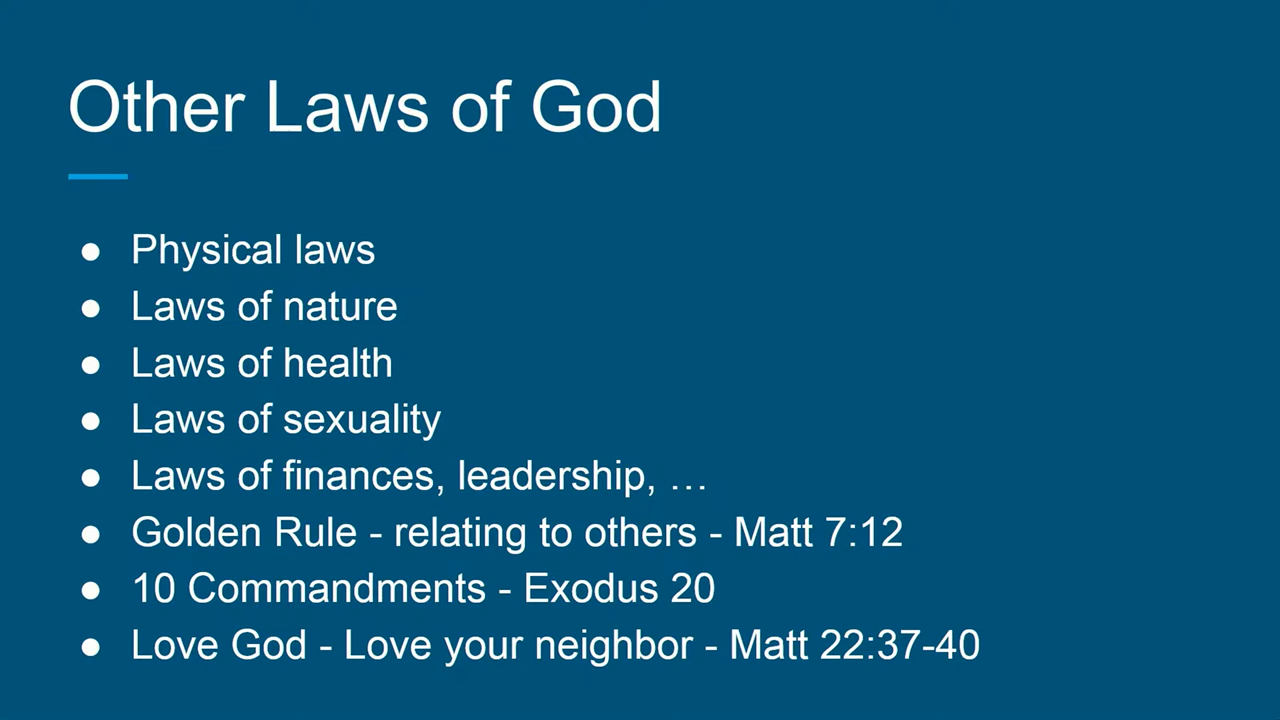 Other Laws of God
● Physical laws
● Laws of nature
● Laws of health
● Laws of sexuality
● Laws of finances, leadership, …
● Golden Rule - relating to others - Matt 7:12
● 10 Commandments - Exodus 20
● Love God - Love your neighbor - Matt 22:37-40